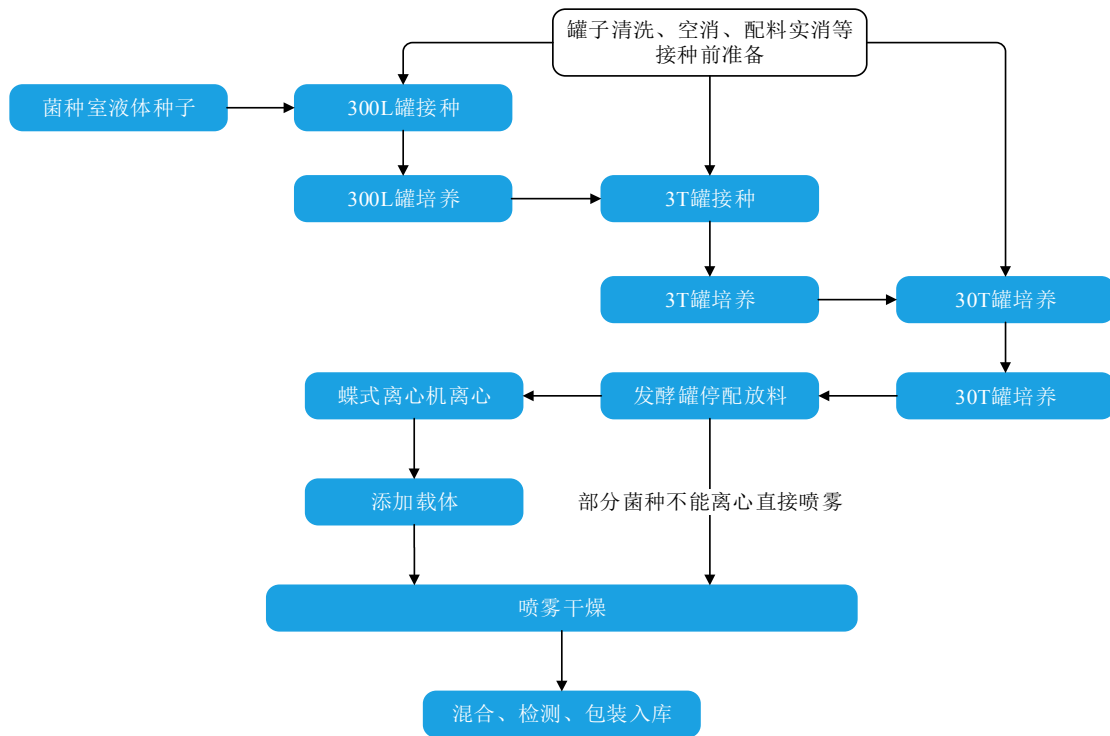 罐子清洗、空消、配料实消等
接种前准备
菌种室液体种子
300L罐接种
300L罐培养
3T罐接种
3T罐培养
30T罐培养
蝶式离心机离心
发酵罐停配放料
30T罐培养
添加载体
部分菌种不能离心直接喷雾
喷雾干燥
混合、检测、包装入库